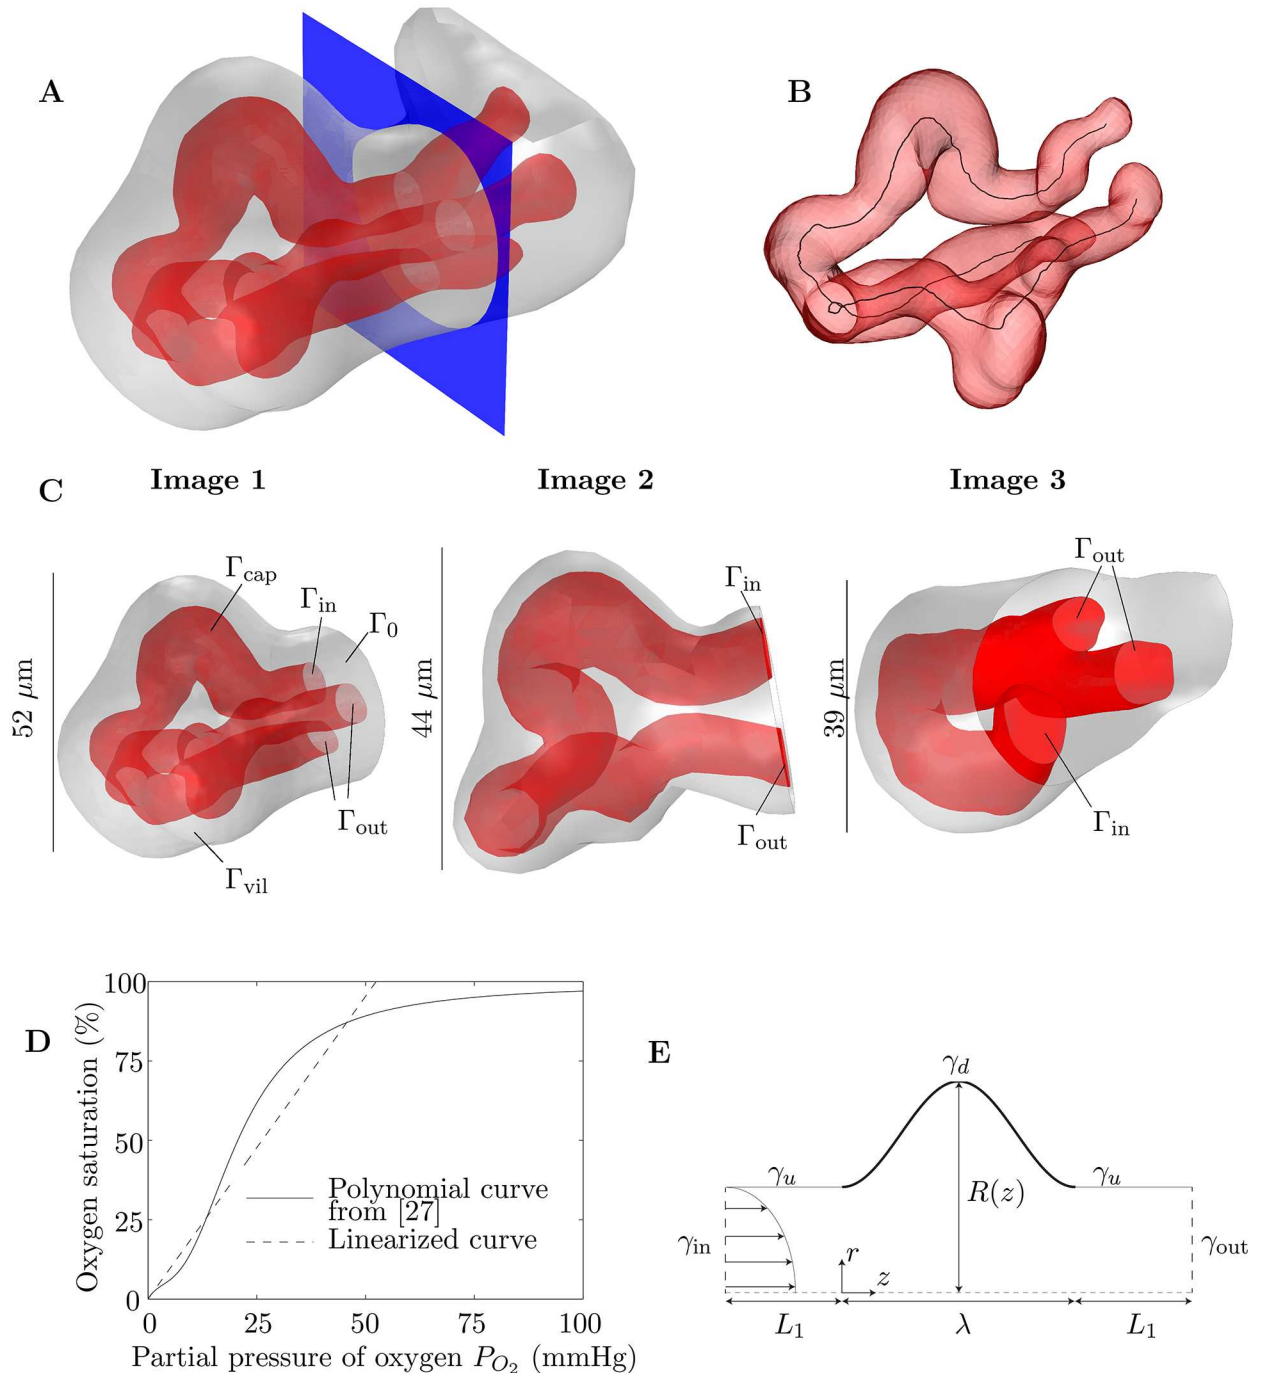 A
B
C
Image 1
Image 2
Image 3
52 μm
Γcap
Γin
Γ0
Γout
Γvil
44 μm
Γin
Γout
39 μm
Γout
Γin
D
Oxygen saturation (%)
100
75
50
25
0
Polynomial curve
from [27]
Linearized curve
0 25 50 75 100
Partial pressure of oxygen PO2 (mmHg)
E
γd
γu
γu
R(z)
γin
γout
r
z
L1
λ
L1